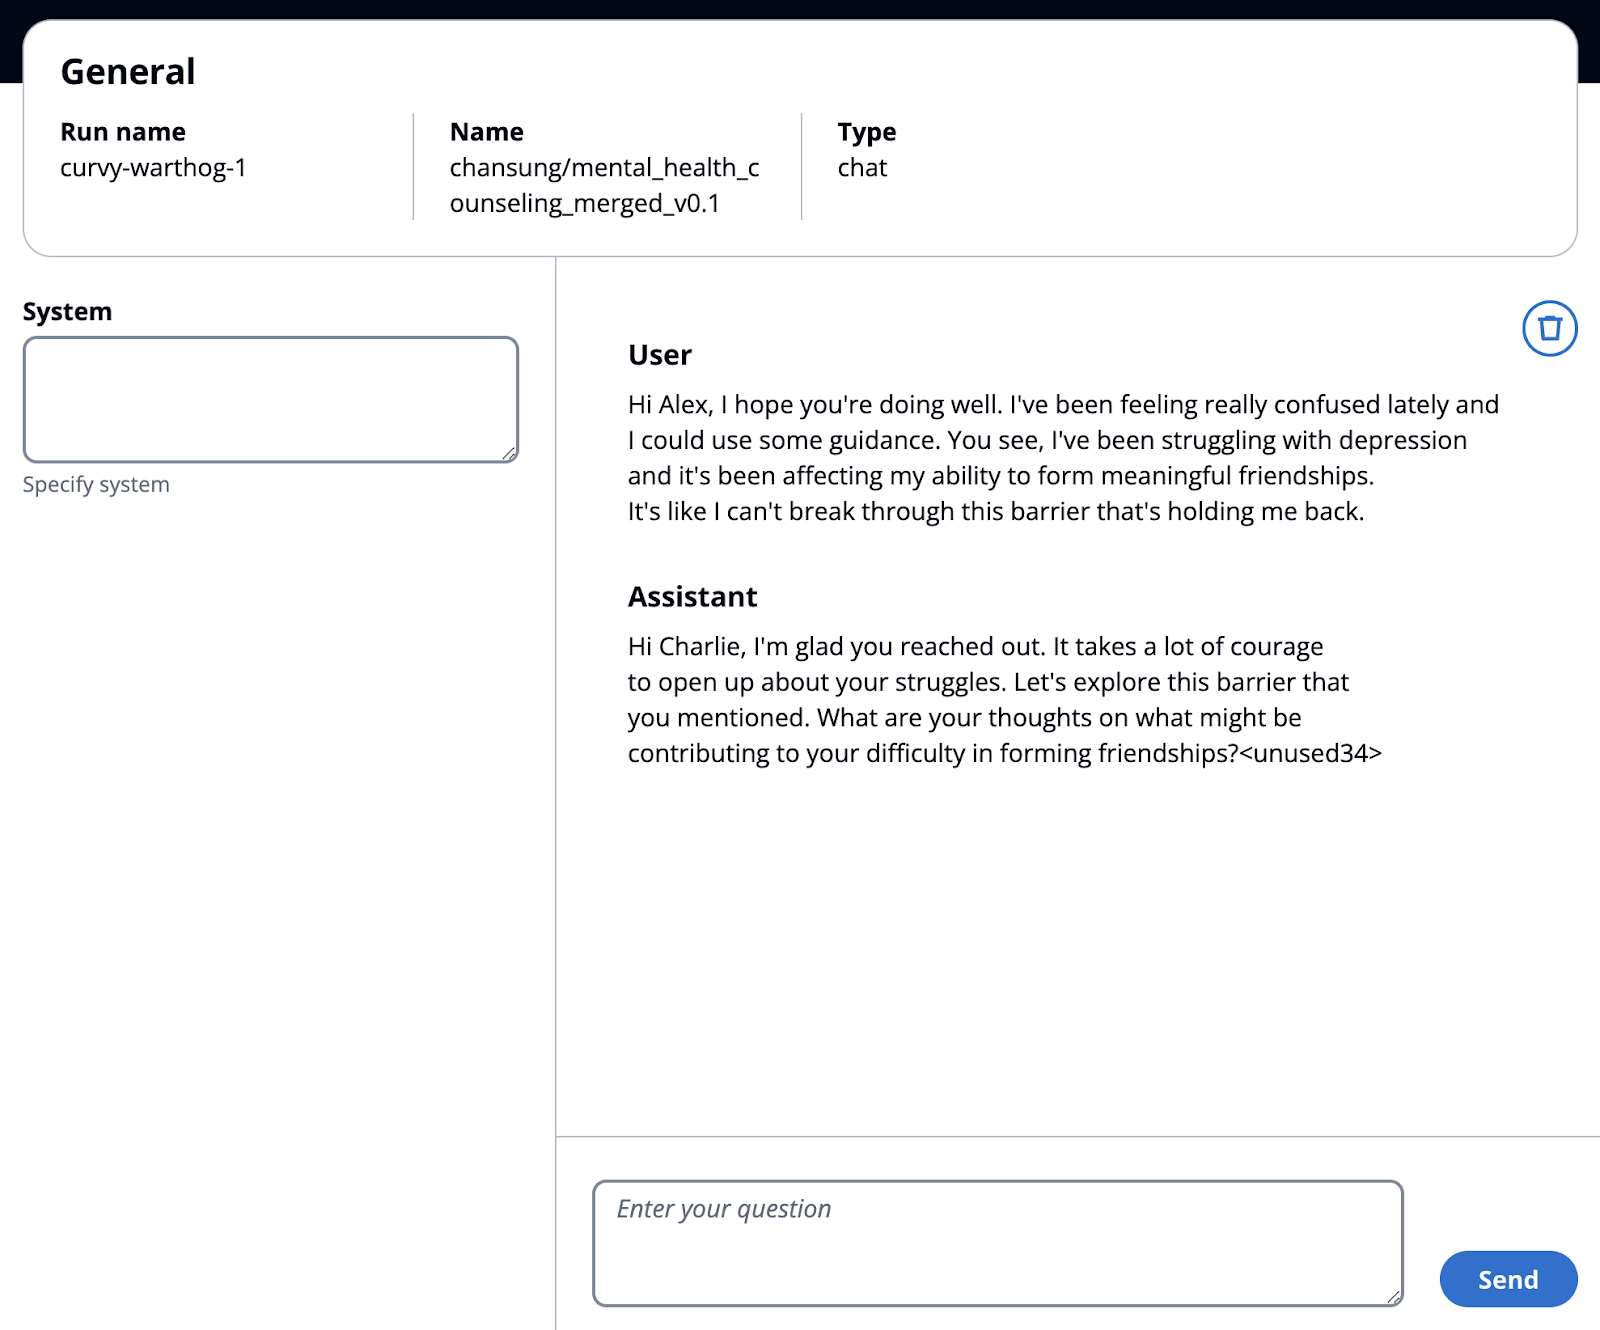 General
Run name
curvy-warthog-1
Name
chansung/mental_health_c
ounseling_merged_v0.1
Type
chat
System
Specify system
User
Hi Alex, I hope you're doing well. I've been feeling really confused lately and
I could use some guidance. You see, I've been struggling with depression
and it's been affecting my ability to form meaningful friendships.
It's like I can't break through this barrier that's holding me back.
Assistant
Hi Charlie, I'm glad you reached out. It takes a lot of courage
to open up about your struggles. Let's explore this barrier that
you mentioned. What are your thoughts on what might be
contributing to your difficulty in forming friendships?<unused34>
Enter your question
Send